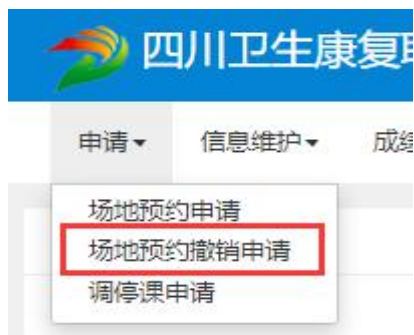 四川卫生康复
申请 信息维护 成
场地预约申请
场地预约撤销申请
调停课申请